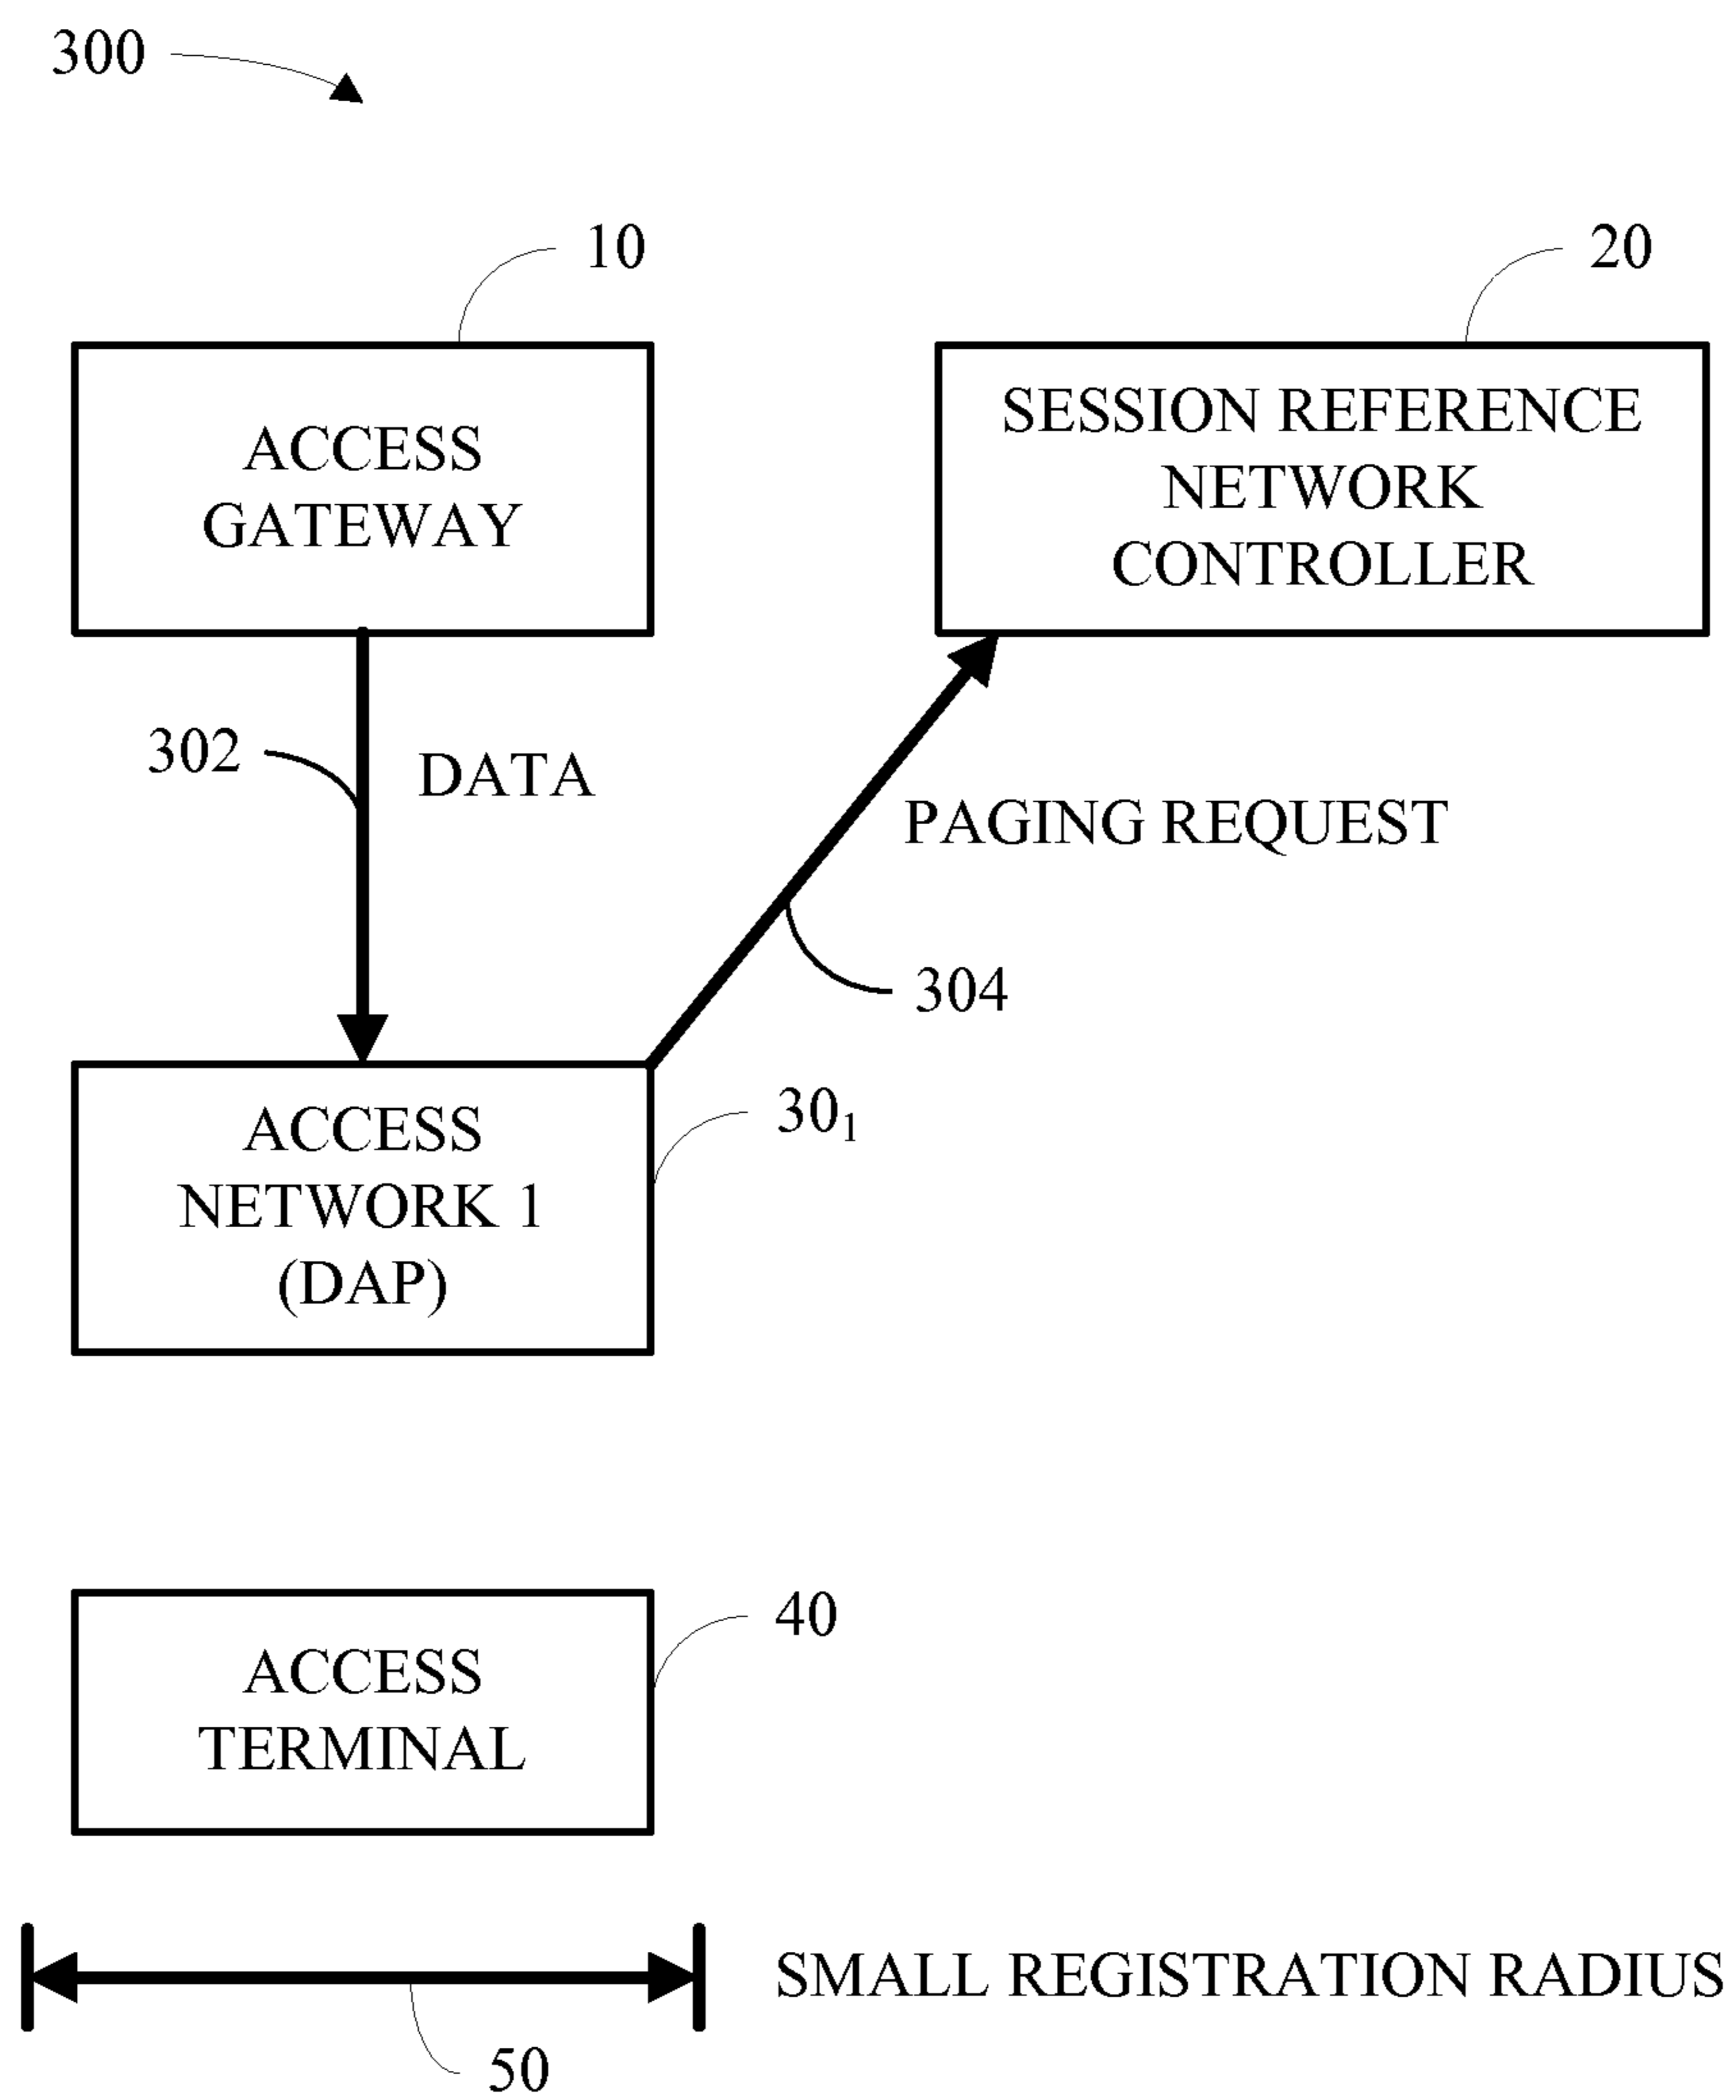 300
10
20
ACCESS
GATEWAY
SESSION REFERENCE
NETWORK
CONTROLLER
302
DATA
PAGING REQUEST
304
ACCESS
NETWORK 1
(DAP)
30₁
ACCESS
TERMINAL
40
SMALL REGISTRATION RADIUS
50